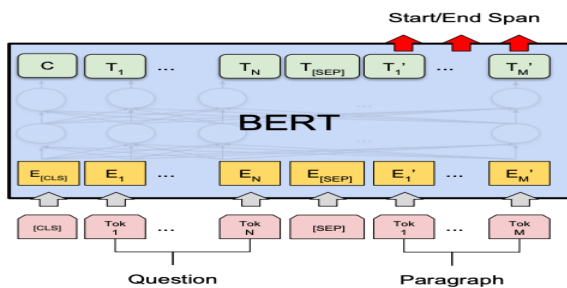 Start/End Span
C T1 ... TN T[SEP] T1' ... TM'
...
BERT
...
E[CLS] E1 ... EN E[SEP] E1' ... EM'
[CLS] Tok 1 ... Tok N [SEP] Tok 1 ... Tok M
Question Paragraph